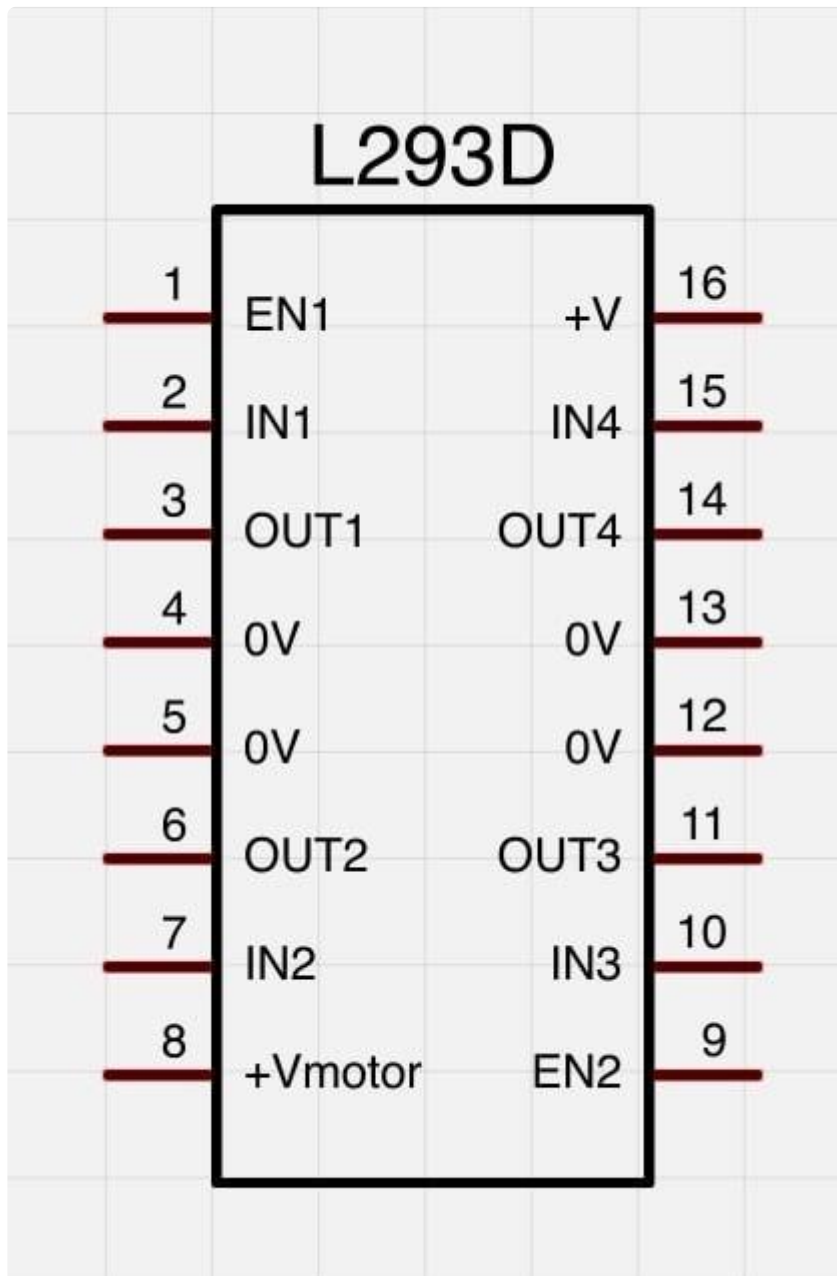 L293D
1 EN1 +V 16
2 IN1 IN4 15
3 OUT1 OUT4 14
4 0V 0V 13
5 0V 0V 12
6 OUT2 OUT3 11
7 IN2 IN3 10
8 +Vmotor EN2 9